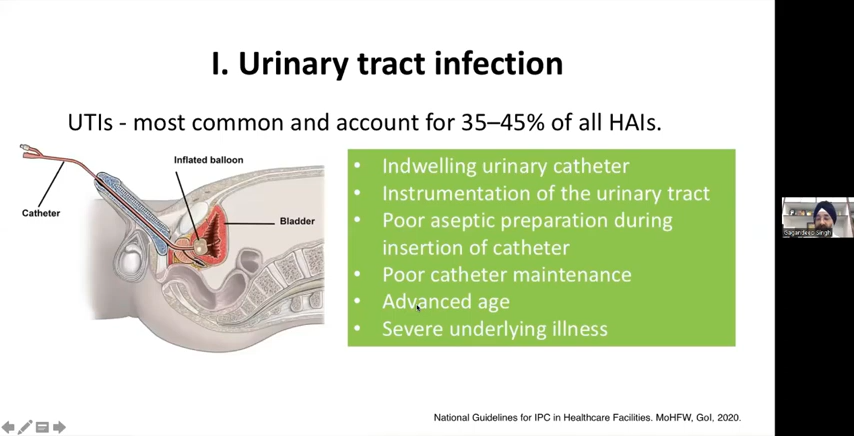 I. Urinary tract infection
UTIs - most common and account for 35–45% of all HAIs.
Inflated balloon
Catheter
Bladder
• Indwelling urinary catheter
• Instrumentation of the urinary tract
• Poor aseptic preparation during
insertion of catheter
• Poor catheter maintenance
• Advanced age
• Severe underlying illness
Gagandeep Singh
National Guidelines for IPC in Healthcare Facilities. MoHFW, GoI, 2020.